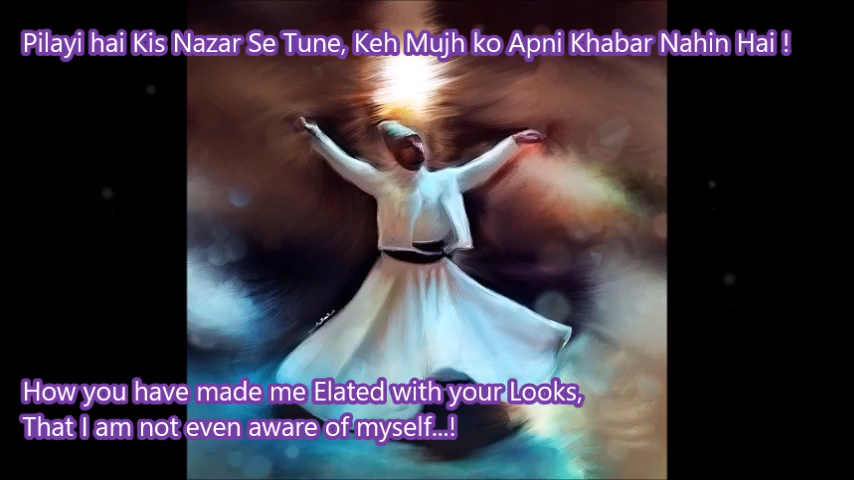 Pilayi hai Kis Nazar Se Tune, Keh Mujh ko Apni Khabar Nahin Hai !
How you have made me Elated with your Looks,
That I am not even aware of myself...!